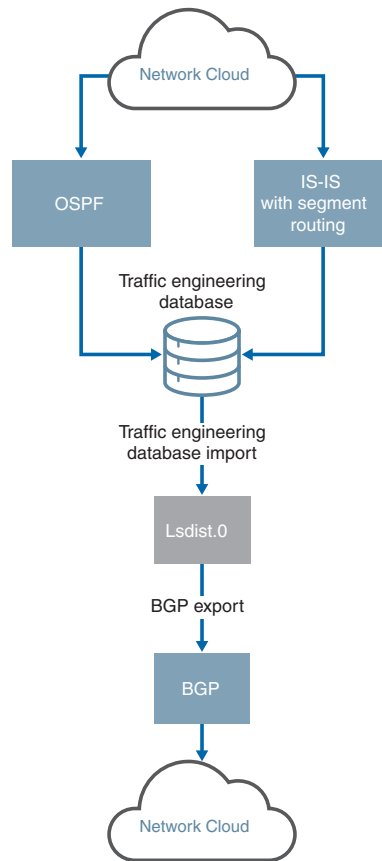 Network Cloud
OSPF
IS-IS
with segment
routing
Traffic engineering
database
Traffic engineering
database import
Lsdist.0
BGP export
BGP
Network Cloud